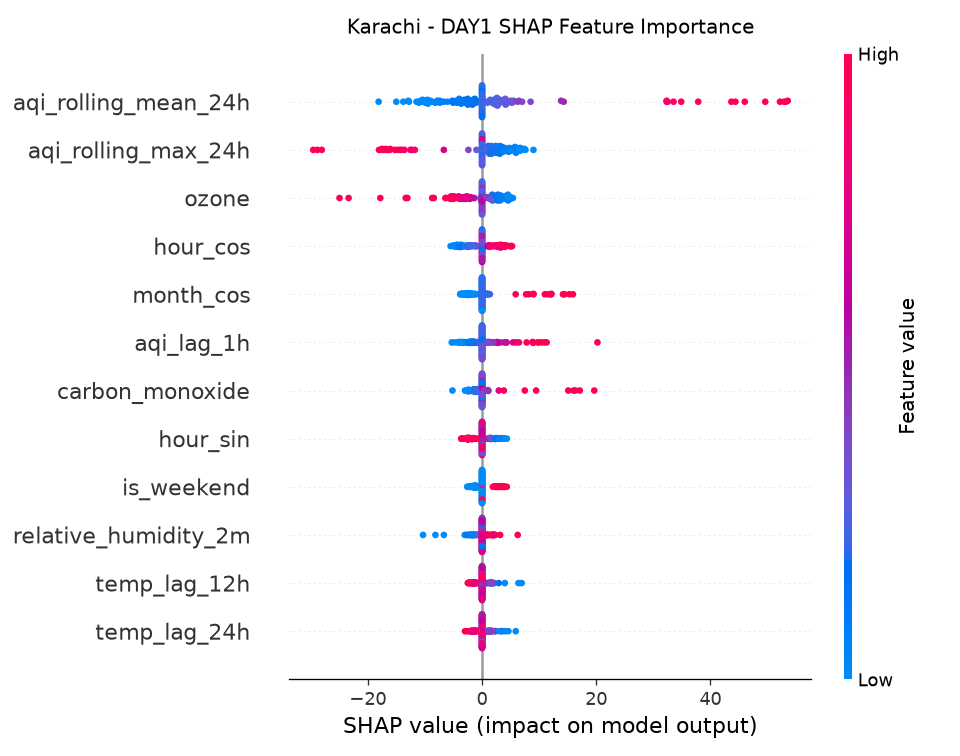 Karachi - DAY1 SHAP Feature Importance
High
aqi_rolling_mean_24h
aqi_rolling_max_24h
ozone
hour_cos
month_cos
aqi_lag_1h
carbon_monoxide
hour_sin
is_weekend
relative_humidity_2m
temp_lag_12h
temp_lag_24h
Feature value
Low
−20 0 20 40
SHAP value (impact on model output)